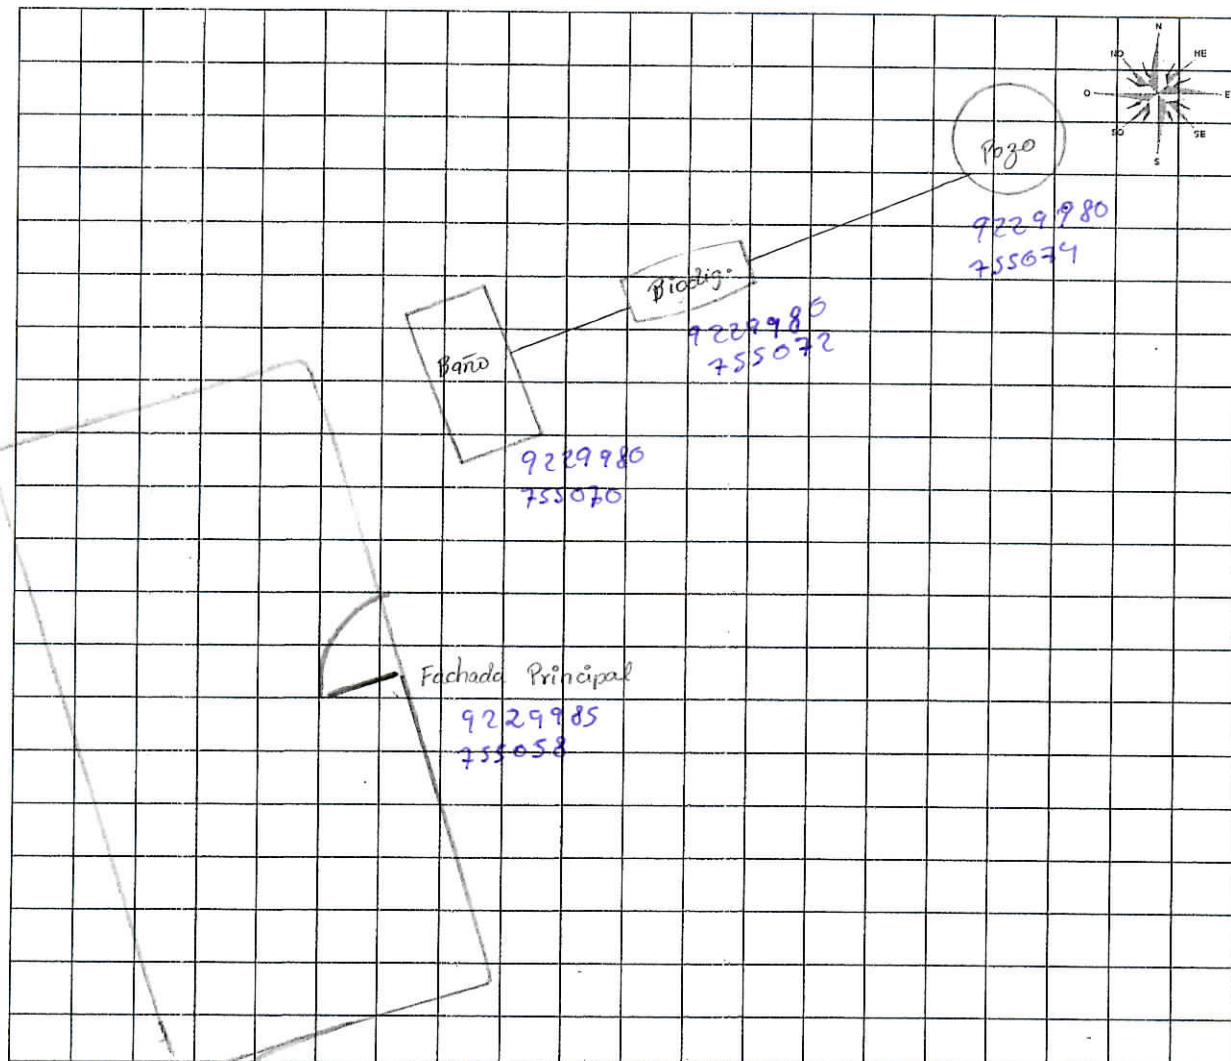 N
NO
NE
O
E
SO
SE
S
Pozo
9229980
755074
Biodig.
9229980
755072
Baño
9229980
755070
Fachada Principal
9229985
755058